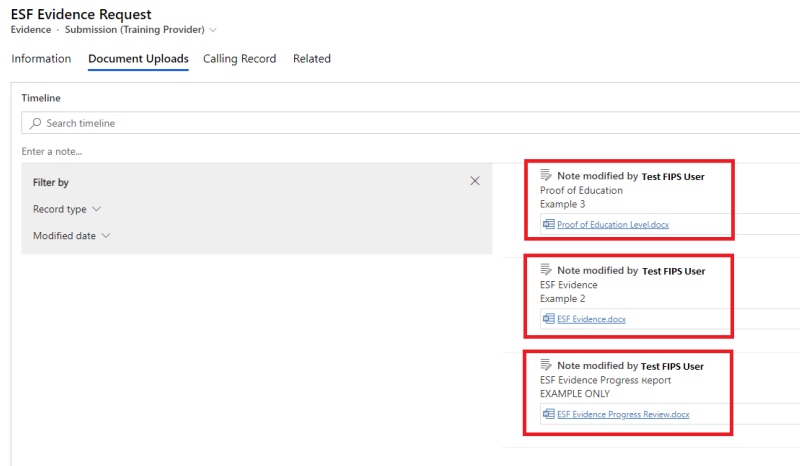 ESF Evidence Request
Evidence · Submission (Training Provider)
Information Document Uploads Calling Record Related
Timeline
Search timeline
Enter a note...
Filter by
Record type
Modified date
Note modified by Test FIPS User
Proof of Education
Example 3
Proof of Education Level.docx
Note modified by Test FIPS User
ESF Evidence
Example 2
ESF Evidence.docx
Note modified by Test FIPS User
ESF Evidence Progress Report
EXAMPLE ONLY
ESF Evidence Progress Review.docx